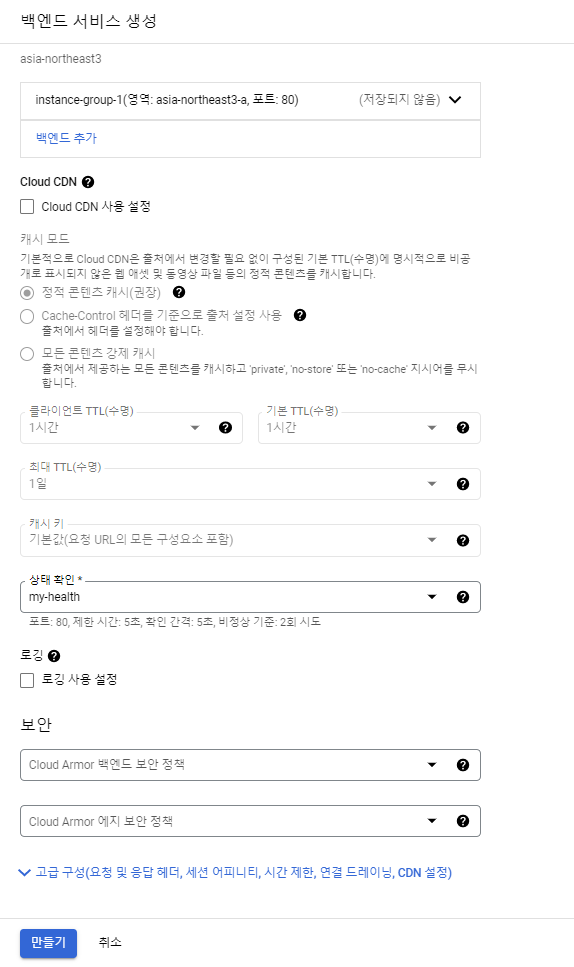 백엔드 서비스 생성
asia-northeast3
instance-group-1(영역: asia-northeast3-a, 포트: 80) (저장되지 않음)
백엔드 추가
Cloud CDN
Cloud CDN 사용 설정
캐시 모드
기본적으로 Cloud CDN은 출처에서 변경할 필요 없이 구성된 기본 TTL(수명)에 명시적으로 비공
개로 표시되지 않은 웹 애셋 및 동영상 파일 등의 정적 콘텐츠를 캐시합니다.
정적 콘텐츠 캐시(권장)
Cache-Control 헤더를 기준으로 출처 설정 사용
출처에서 헤더를 설정해야 합니다.
모든 콘텐츠 강제 캐시
출처에서 제공하는 모든 콘텐츠를 캐시하고 'private', 'no-store' 또는 'no-cache' 지시어를 무시
합니다.
클라이언트 TTL(수명) 기본 TTL(수명)
1시간 1시간
최대 TTL(수명)
1일
캐시 키
기본값(요청 URL의 모든 구성요소 포함)
상태 확인 *
my-health
포트: 80, 제한 시간: 5초, 확인 간격: 5초, 비정상 기준: 2회 시도
로깅
로깅 사용 설정
보안
Cloud Armor 백엔드 보안 정책
Cloud Armor 에지 보안 정책
고급 구성(요청 및 응답 헤더, 세션 어피니티, 시간 제한, 연결 드레이닝, CDN 설정)
만들기 취소